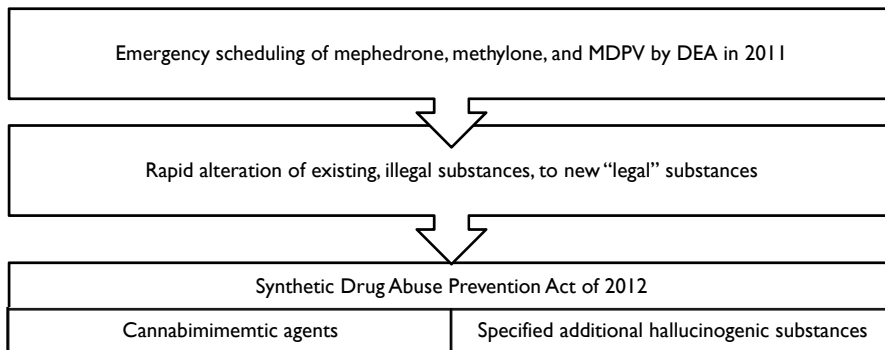 Emergency scheduling of mephedrone, methylone, and MDPV by DEA in 2011
Rapid alteration of existing, illegal substances, to new “legal” substances
Synthetic Drug Abuse Prevention Act of 2012
Cannabimimemtic agents
Specified additional hallucinogenic substances